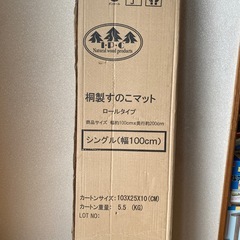 I・D・C
Natural wood products
桐製すのこマット
ロールタイプ
商品サイズ 幅約100cm×奥行約200cm
シングル(幅100cm)
カートンサイズ:103X25X10(CM)
カートン重量: 5.5 (KG)
LOT NO: